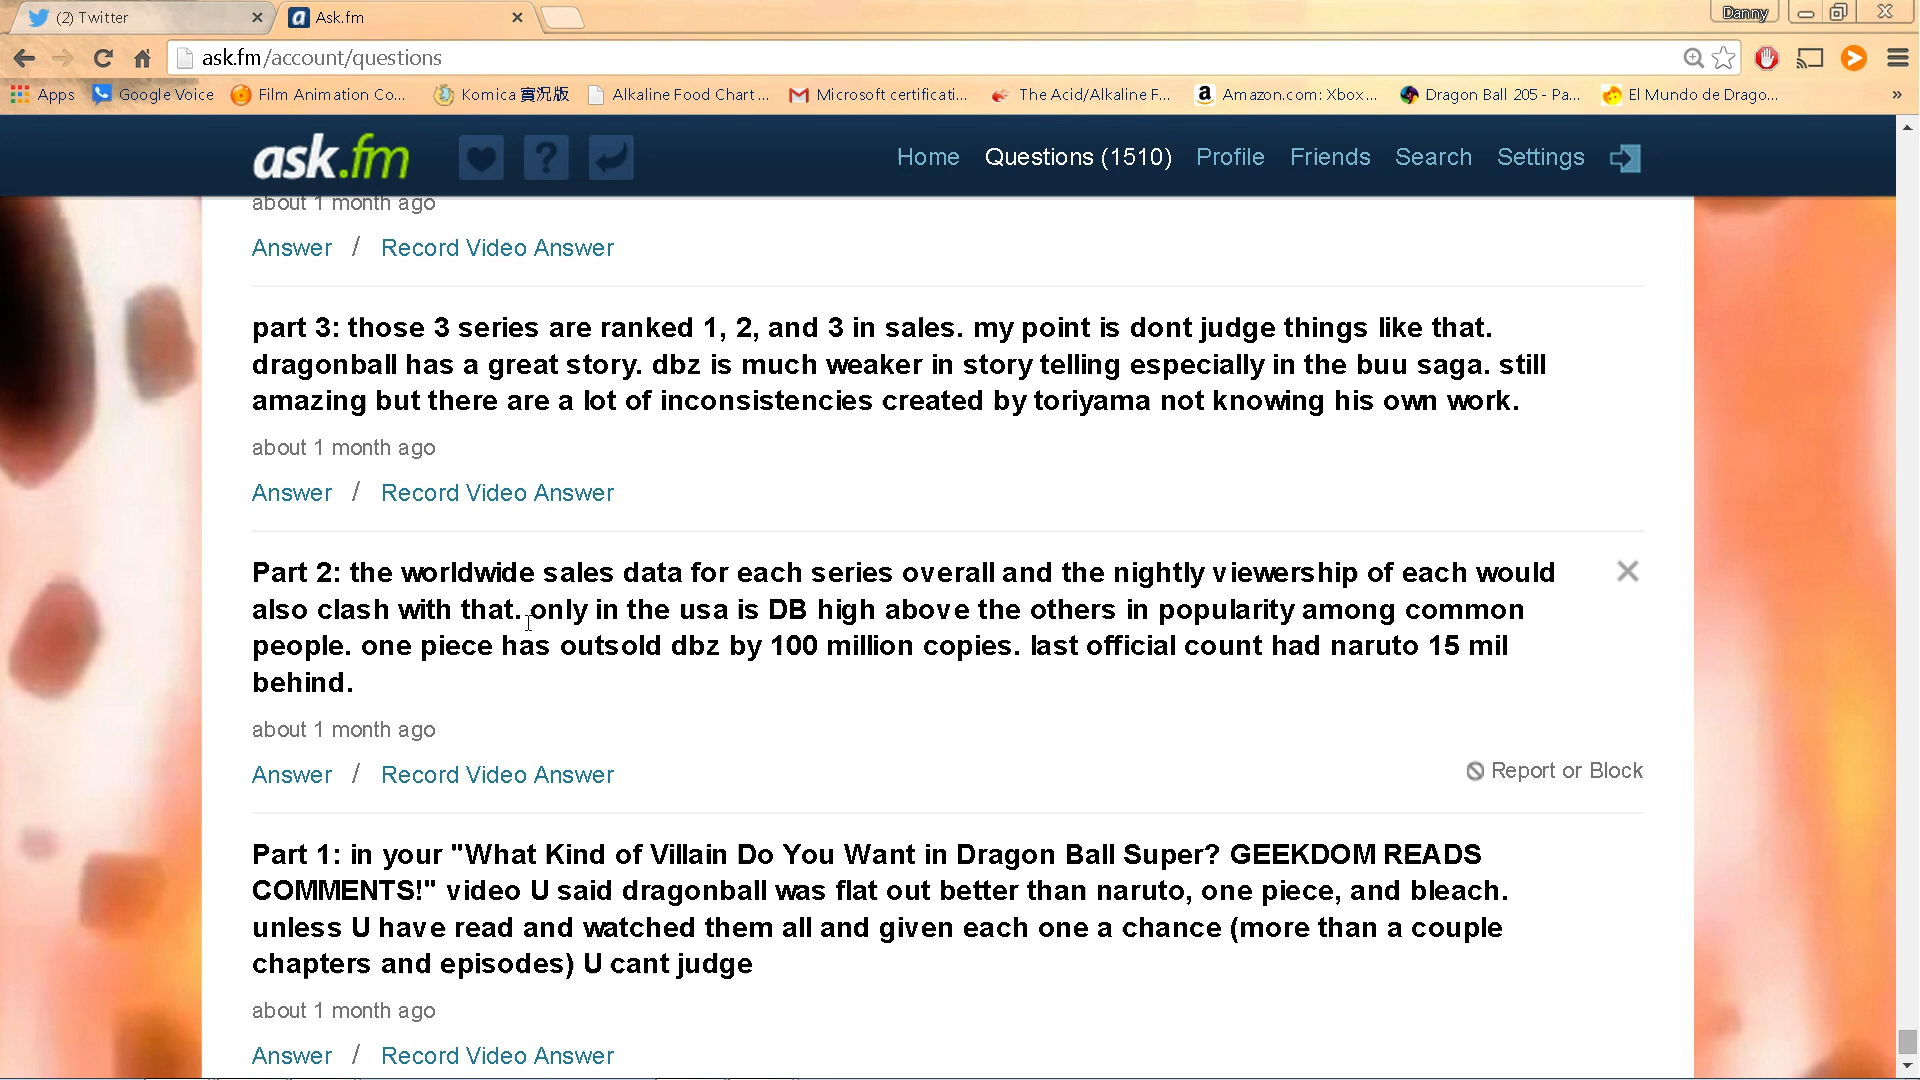 (2) Twitter
Ask.fm
Danny
ask.fm/account/questions
Apps
Google Voice
Film Animation Co...
Komica 實況版
Alkaline Food Chart ...
Microsoft certificati...
The Acid/Alkaline F...
Amazon.com: Xbox...
Dragon Ball 205 - Pa...
El Mundo de Drago...
»
ask.fm
?
Home
Questions (1510)
Profile
Friends
Search
Settings
about 1 month ago
Answer / Record Video Answer
part 3: those 3 series are ranked 1, 2, and 3 in sales. my point is dont judge things like that.
dragonball has a great story. dbz is much weaker in story telling especially in the buu saga. still
amazing but there are a lot of inconsistencies created by toriyama not knowing his own work.
about 1 month ago
Answer / Record Video Answer
Part 2: the worldwide sales data for each series overall and the nightly viewership of each would
also clash with that. only in the usa is DB high above the others in popularity among common
people. one piece has outsold dbz by 100 million copies. last official count had naruto 15 mil
behind.
about 1 month ago
Answer / Record Video Answer
Report or Block
Part 1: in your "What Kind of Villain Do You Want in Dragon Ball Super? GEEKDOM READS
COMMENTS!" video U said dragonball was flat out better than naruto, one piece, and bleach.
unless U have read and watched them all and given each one a chance (more than a couple
chapters and episodes) U cant judge
about 1 month ago
Answer / Record Video Answer